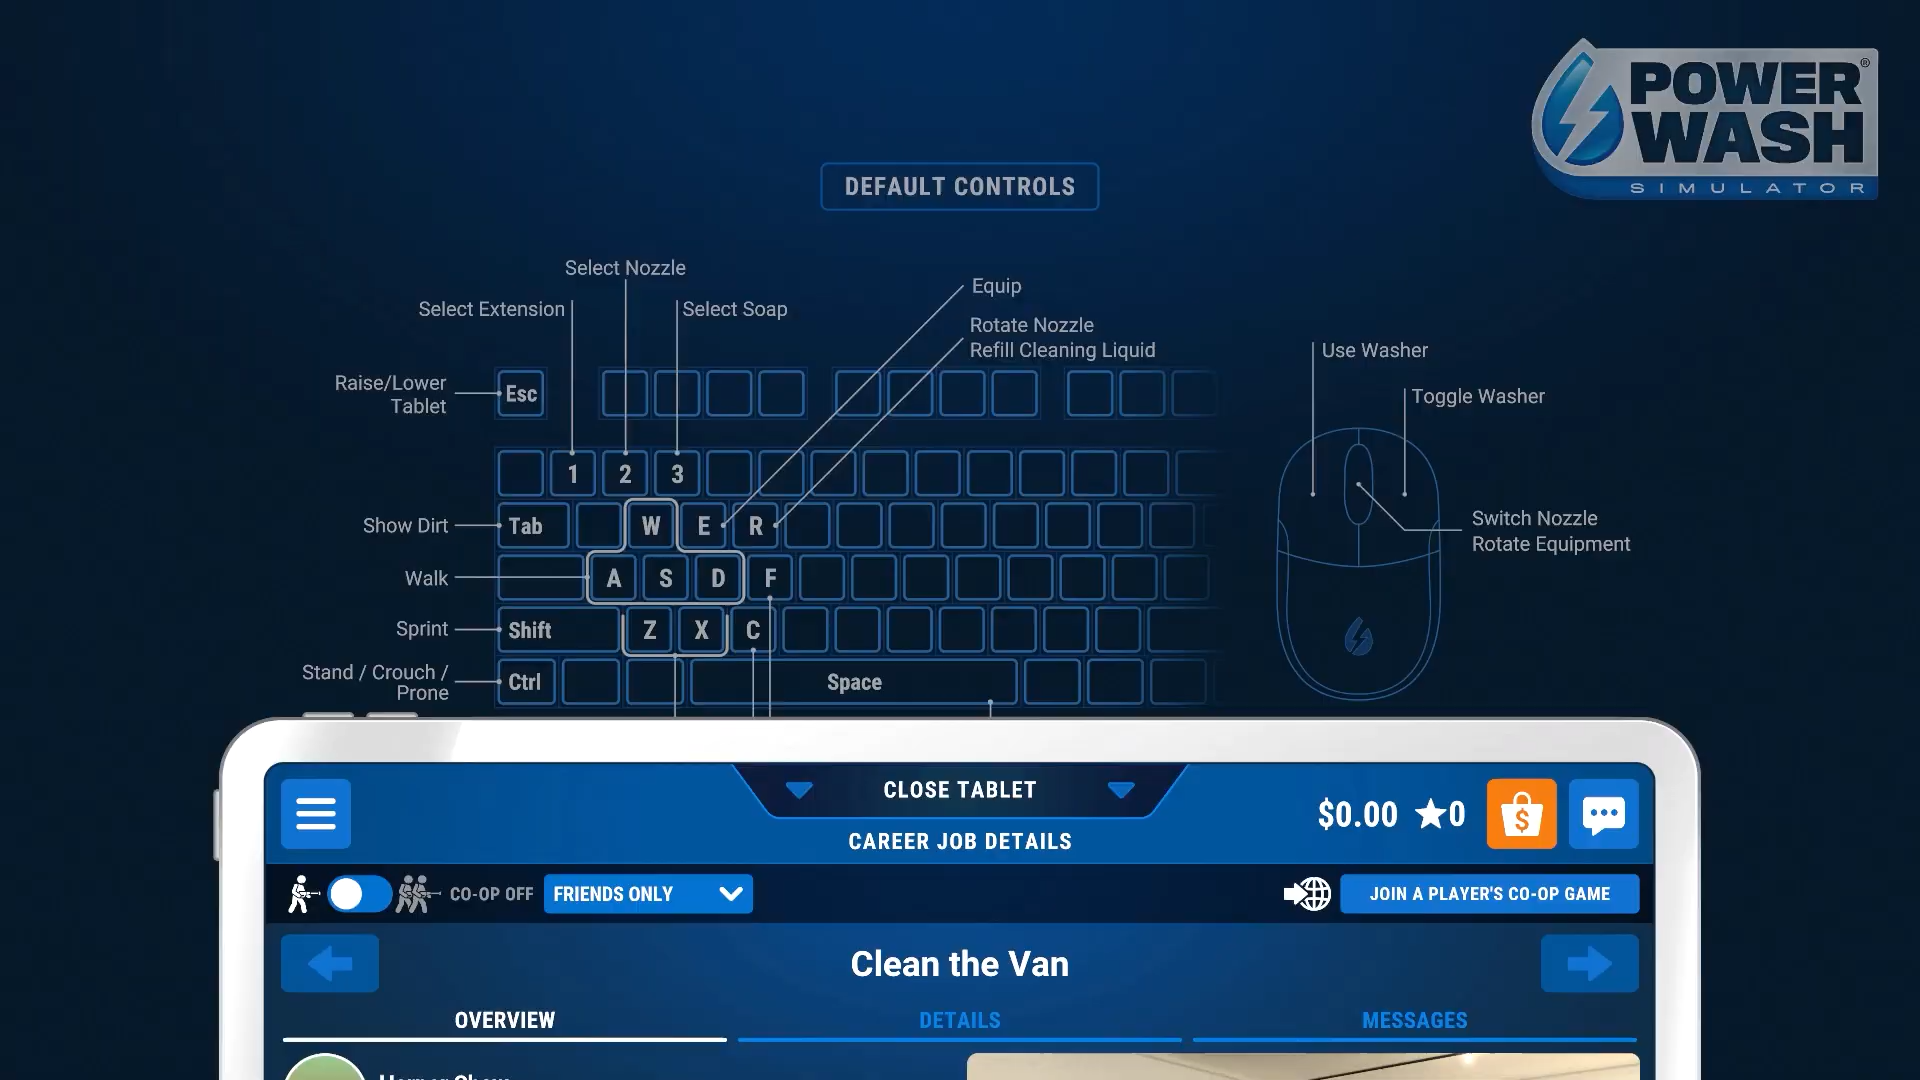 POWER®
WASH
SIMULATOR
DEFAULT CONTROLS
Select Nozzle
Select Extension
Select Soap
Equip
Rotate Nozzle
Refill Cleaning Liquid
Use Washer
Toggle Washer
Raise/Lower
Tablet
Esc
1 2 3
Show Dirt
Tab W E R
Switch Nozzle
Rotate Equipment
Walk
A S D F
Sprint
Shift Z X C
Stand / Crouch /
Prone
Ctrl Space
CLOSE TABLET
CAREER JOB DETAILS
$0.00 0
$
CO-OP OFF
FRIENDS ONLY
JOIN A PLAYER'S CO-OP GAME
Clean the Van
OVERVIEW
DETAILS
MESSAGES